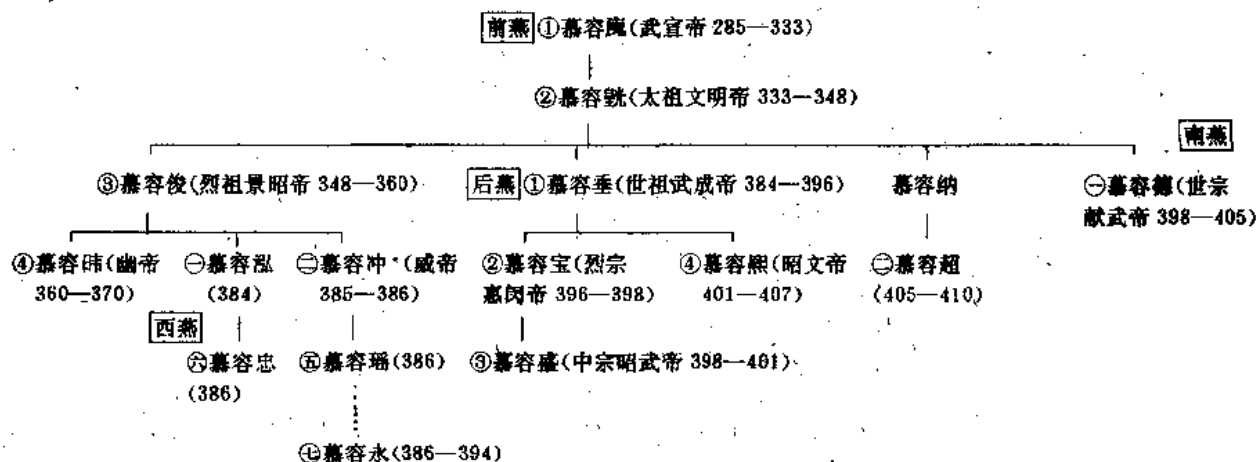 前燕 ①慕容廆(武宣帝 285—333)
②慕容皝(太祖文明帝 333—348)
南燕
③慕容俊(烈祖景昭帝 348—360)
后燕 ①慕容垂(世祖武成帝 384—396)
慕容纳
㊀慕容德(世宗
献武帝 398—405)
④慕容𬀩(幽帝
360—370)
㊀慕容泓
(384)
㊁慕容冲(威帝
385—386)
②慕容宝(烈宗
惠闵帝 396—398)
④慕容熙(昭文帝
401—407)
㊁慕容超
(405—410)
西燕
㊅慕容忠
(386)
㊄慕容瑶(386)
③慕容盛(中宗昭武帝 398—401)
㊆慕容永(386—394)